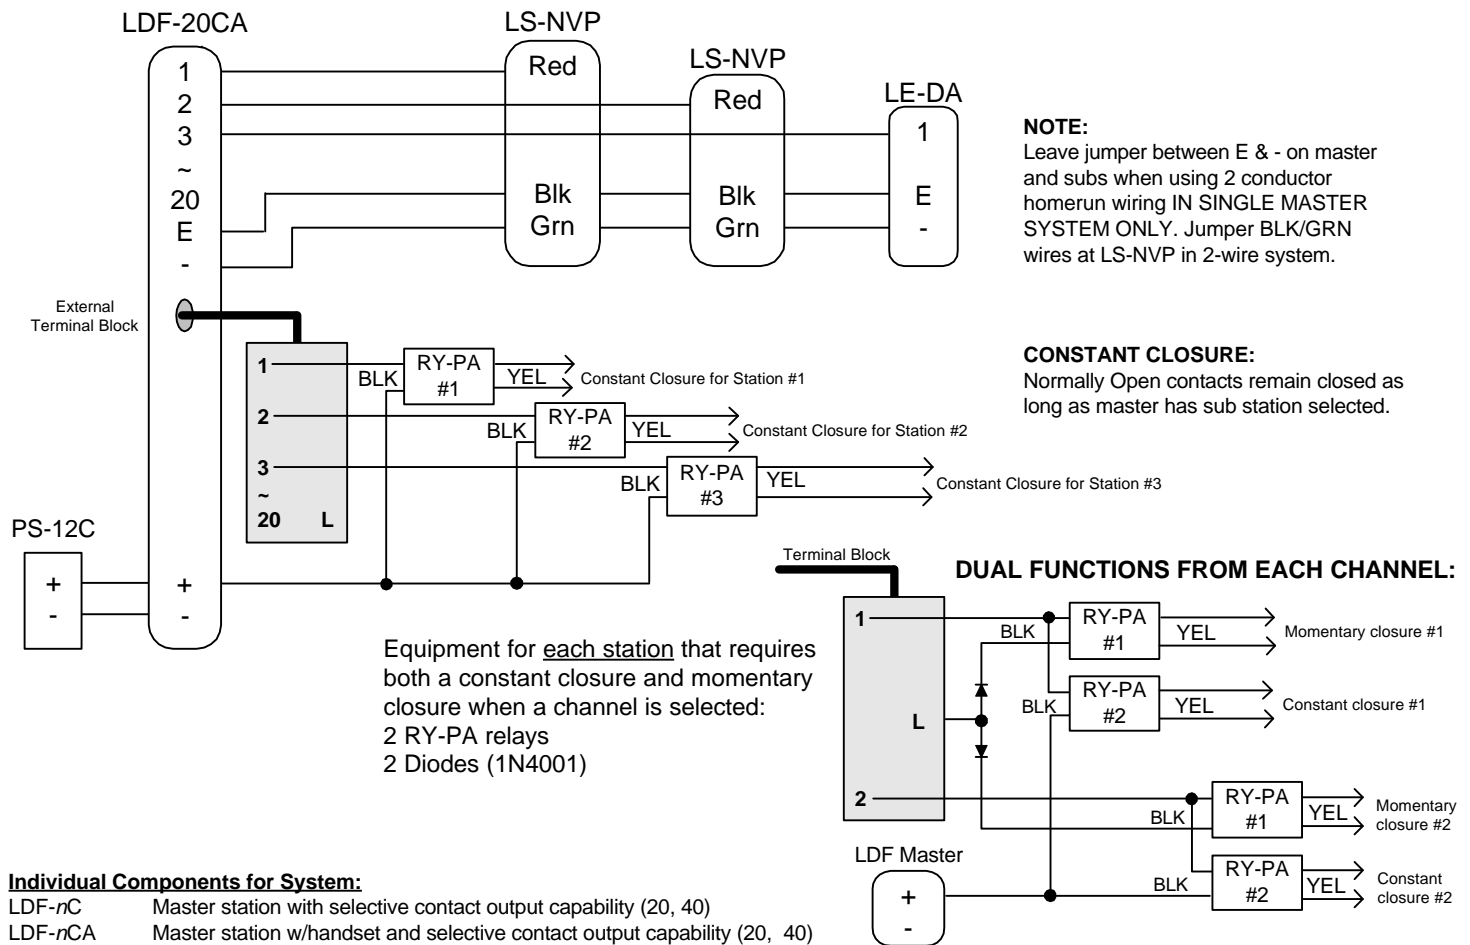 LDF-20CA
LS-NVP
LS-NVP
LE-DA
1
2
3
~
20
E
-
Red
Blk
Grn
Red
Blk
Grn
1
E
-
NOTE:
Leave jumper between E & - on master
and subs when using 2 conductor
homerun wiring IN SINGLE MASTER
SYSTEM ONLY. Jumper BLK/GRN
wires at LS-NVP in 2-wire system.
External
Terminal Block
1
2
3
~
20 L
BLK
RY-PA
#1
YEL
Constant Closure for Station #1
BLK
RY-PA
#2
YEL
Constant Closure for Station #2
BLK
RY-PA
#3
YEL
Constant Closure for Station #3
CONSTANT CLOSURE:
Normally Open contacts remain closed as
long as master has sub station selected.
PS-12C
+
-
+
-
Equipment for each station that requires
both a constant closure and momentary
closure when a channel is selected:
2 RY-PA relays
2 Diodes (1N4001)
Terminal Block
DUAL FUNCTIONS FROM EACH CHANNEL:
1
L
2
BLK
RY-PA
#1
YEL
Momentary closure #1
BLK
RY-PA
#2
YEL
Constant closure #1
BLK
RY-PA
#1
YEL
Momentary
closure #2
BLK
RY-PA
#2
YEL
Constant
closure #2
LDF Master
+
-
Individual Components for System:
LDF-nC Master station with selective contact output capability (20, 40)
LDF-nCA Master station w/handset and selective contact output capability (20, 40)